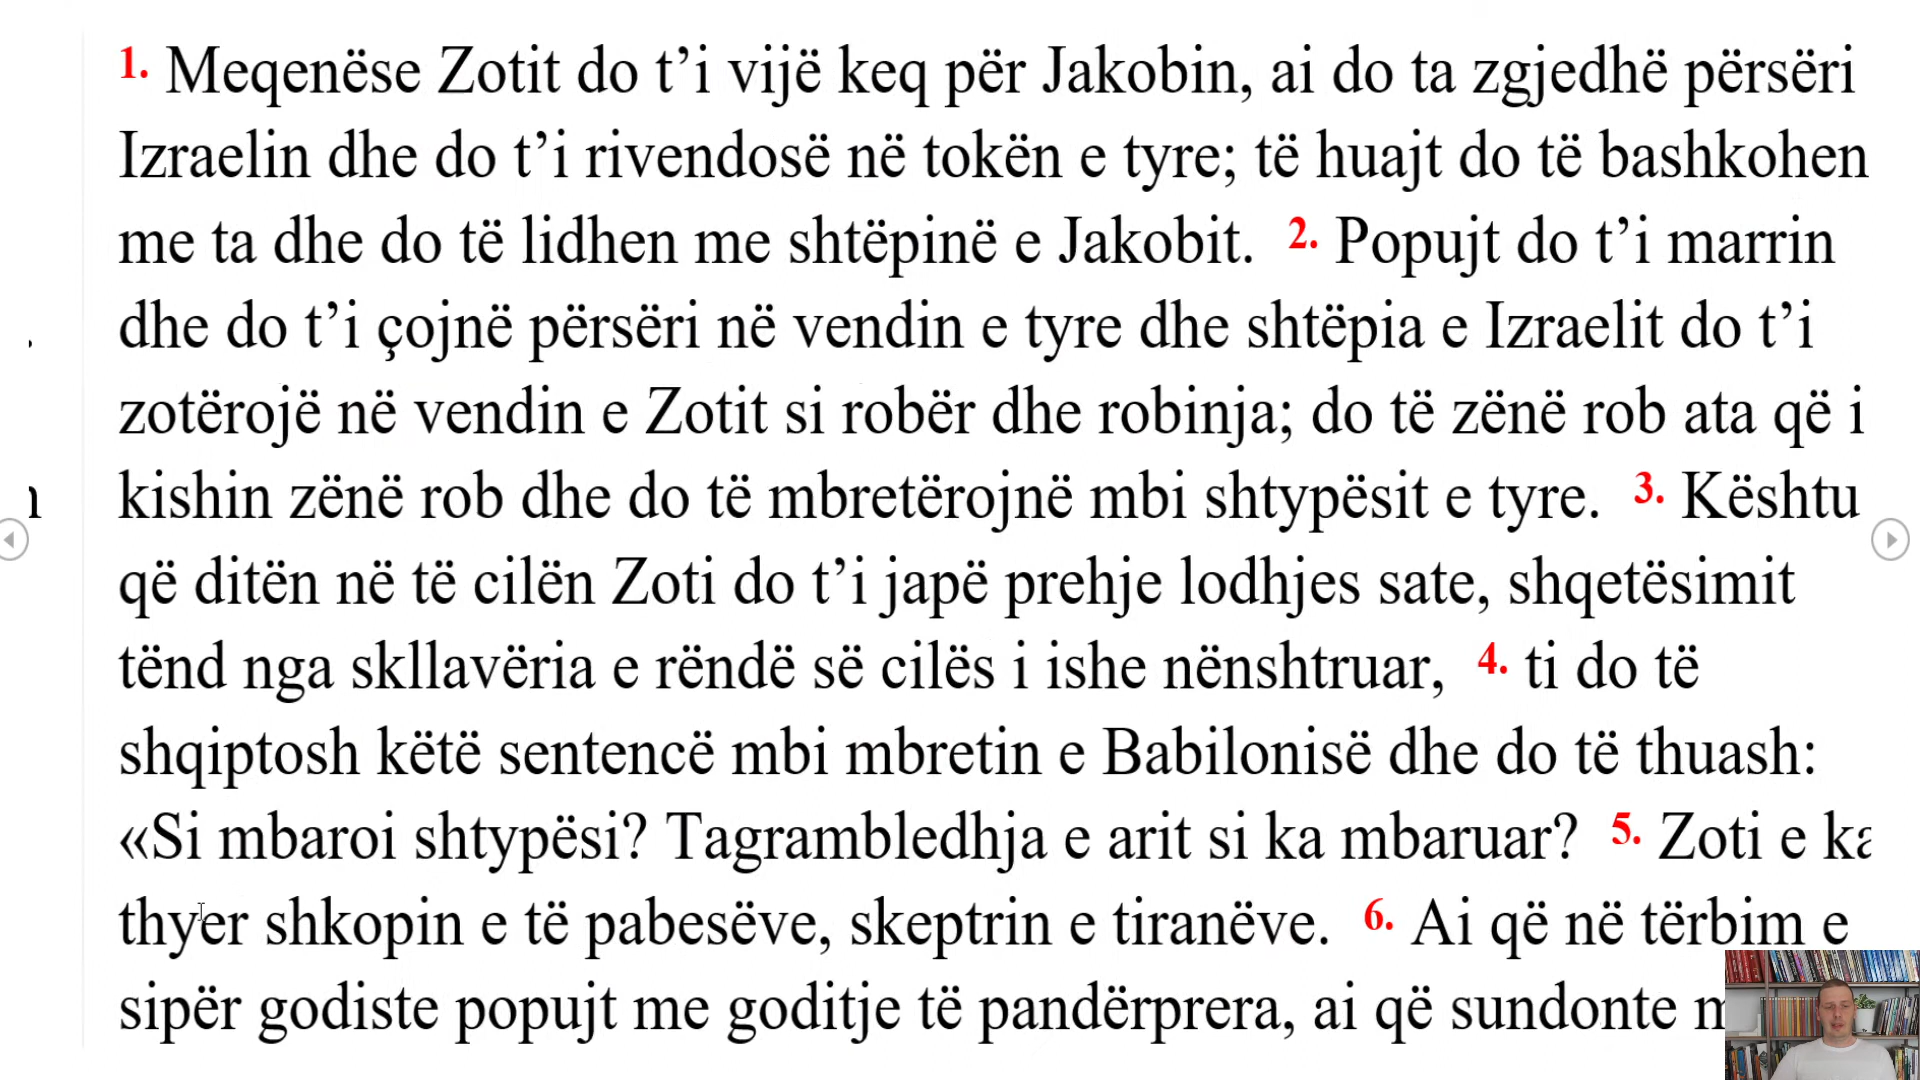 1. Meqenëse Zotit do t’i vijë keq për Jakobin, ai do ta zgjedhë përsëri
Izraelin dhe do t’i rivendosë në tokën e tyre; të huajt do të bashkohen
me ta dhe do të lidhen me shtëpinë e Jakobit. 2. Popujt do t’i marrin
dhe do t’i çojnë përsëri në vendin e tyre dhe shtëpia e Izraelit do t’i
zotërojë në vendin e Zotit si robër dhe robinja; do të zënë rob ata që i
kishin zënë rob dhe do të mbretërojnë mbi shtypësit e tyre. 3. Kështu
që ditën në të cilën Zoti do t’i japë prehje lodhjes sate, shqetësimit
tënd nga skllavëria e rëndë së cilës i ishe nënshtruar, 4. ti do të
shqiptosh këtë sentencë mbi mbretin e Babilonisë dhe do të thuash:
«Si mbaroi shtypësi? Tagrambledhja e arit si ka mbaruar? 5. Zoti e ka
thyer shkopin e të pabesëve, skeptrin e tiranëve. 6. Ai që në tërbim e
sipër godiste popujt me goditje të pandërprera, ai që sundonte